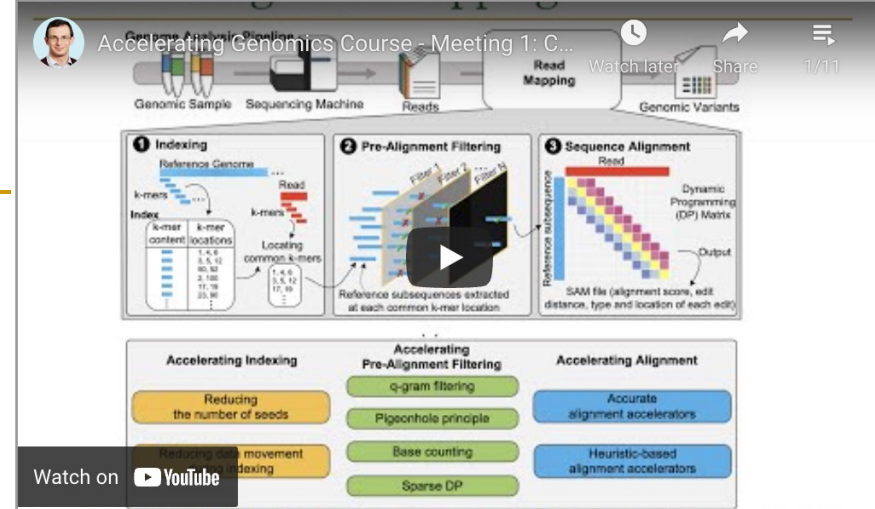 Accelerating Genomics Course - Meeting 1: C...
Watch later
Share
1/11
Genome Analysis Pipeline
Genomic Sample
Sequencing Machine
Reads
Read
Mapping
Genomic Variants
1 Indexing
Reference Genome
...
k-mers
...
Read
k-mers
Index
k-mer
content
k-mer
locations
1, 4, 6
3, 5, 12
60, 52
2, 100
17, 19
23, 90
Locating
common k-mers
1, 4, 6
3, 5, 12
17, 19
2 Pre-Alignment Filtering
Filter 1
Filter 2
...
Filter N
Reference subsequences extracted
at each common k-mer location
3 Sequence Alignment
Read
Reference subsequence
Dynamic
Programming
(DP) Matrix
Output
SAM file (alignment score, edit
distance, type and location of each edit)
Accelerating Indexing
Reducing
the number of seeds
Reducing data movement
during indexing
Accelerating
Pre-Alignment Filtering
q-gram filtering
Pigeonhole principle
Base counting
Sparse DP
Accelerating Alignment
Accurate
alignment accelerators
Heuristic-based
alignment accelerators
Watch on YouTube